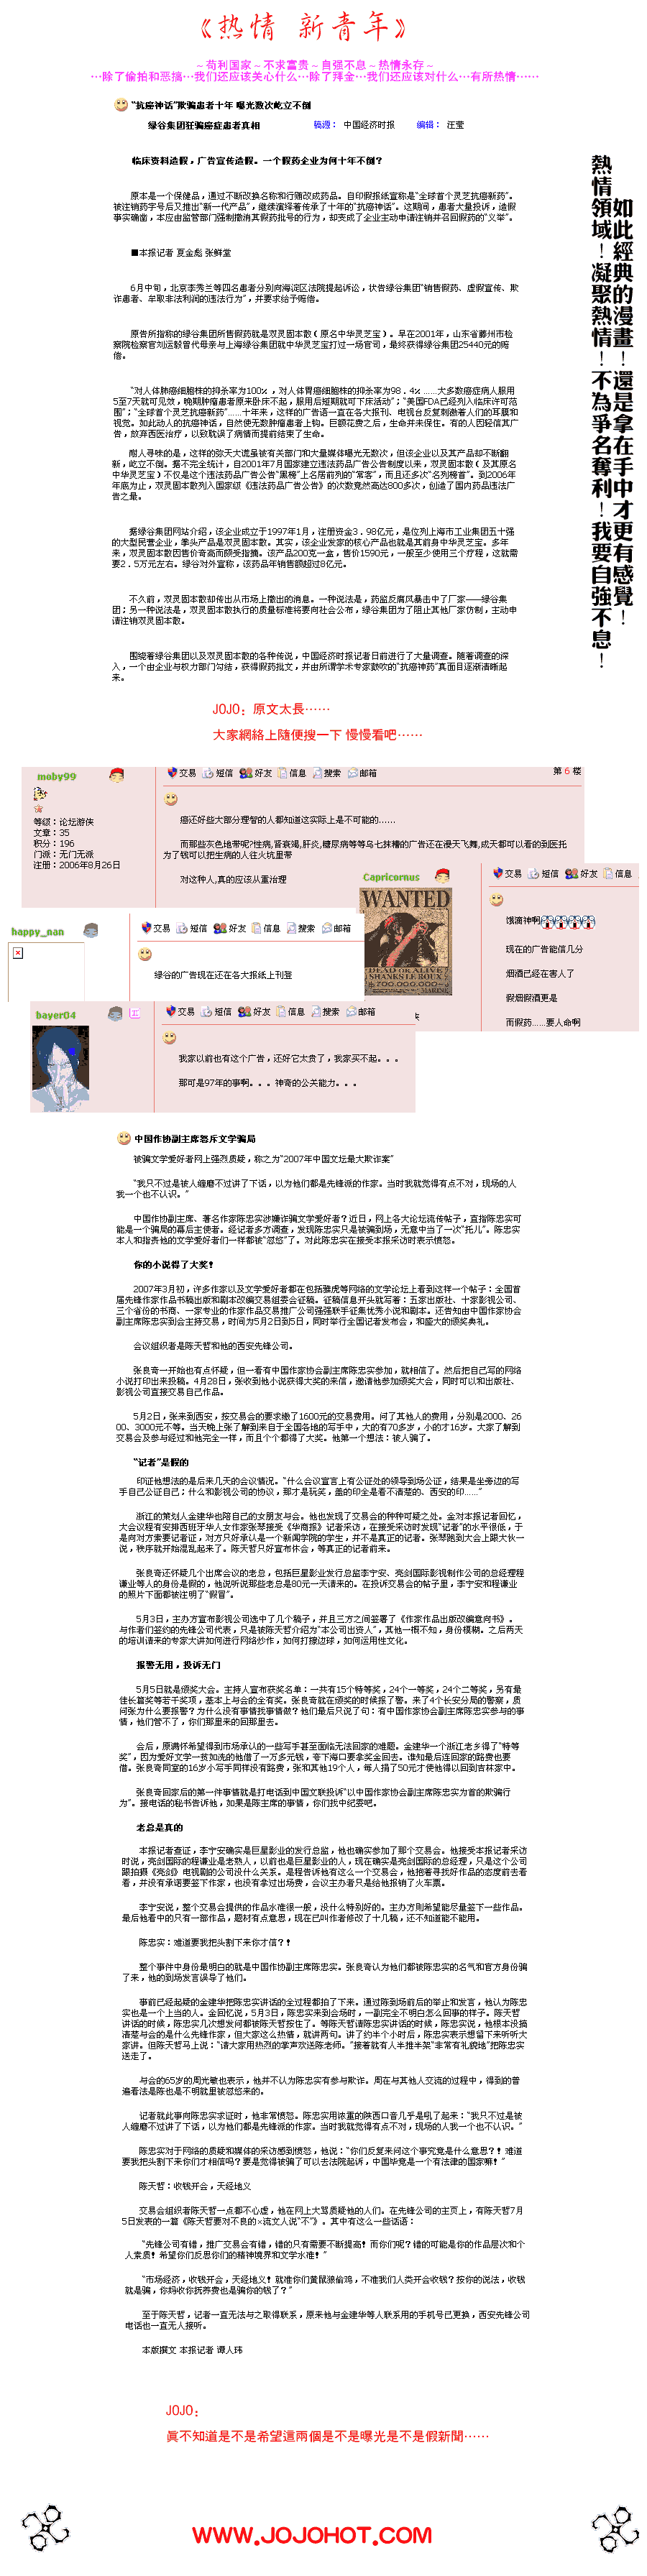 《热情 新青年》
～苟利国家～不求富贵～自强不息～热情永存～
…除了偷拍和恶搞…我们还应该关心什么…除了拜金…我们还应该对什么…有所热情……
“抗癌神话”欺骗患者十年 曝光数次屹立不倒
绿谷集团狂骗癌症患者真相 稿源： 中国经济时报 编辑： 汪莹
临床资料造假，广告宣传造假。一个假药企业为何十年不倒？
原本是一个保健品，通过不断改换名称和行贿改成药品。自印假报纸宣称是“全球首个灵芝抗癌新药”。
被注销药字号后又推出“新一代产品”，继续演绎着传承了十年的“抗癌神话”。这期间，患者大量投诉，造假
事实确凿，本应由监管部门强制撤消其假药批号的行为，却变成了企业主动申请注销并召回假药的“义举”。
■本报记者 夏金彪 张鲜堂
6月中旬，北京李秀兰等四名患者分别向海淀区法院提起诉讼，状告绿谷集团“销售假药、虚假宣传、欺
诈患者、牟取非法利润的违法行为”，并要求给予赔偿。
原告所指称的绿谷集团所售假药就是双灵固本散（原名中华灵芝宝）。早在2001年，山东省滕州市检
察院检察官刘运毅曾代母亲与上海绿谷集团就中华灵芝宝打过一场官司，最终获得绿谷集团25440元的赔
偿。
“对人体肺癌细胞株的抑杀率为100%，对人体胃癌细胞株的抑杀率为98．4%……大多数癌症病人服用
5至7天就可见效，晚期肿瘤患者原来卧床不起，服用后短期就可下床活动”；“美国FDA已经列入临床许可范
围”；“全球首个灵芝抗癌新药”……十年来，这样的广告语一直在各大报刊、电视台反复刺激着人们的耳膜和
视觉。如此动人的抗癌神话，自然使无数肿瘤患者上钩。巨额花费之后，生命并未保住。有的人因轻信其广
告，放弃西医治疗，以致耽误了病情而提前结束了生命。
耐人寻味的是，这样的弥天大谎虽被有关部门和大量媒体曝光无数次，但该企业以及其产品却不断翻
新，屹立不倒。据不完全统计，自2001年7月国家建立违法药品广告公告制度以来，双灵固本散（及其原名
中华灵芝宝）不仅是这个违法药品广告公告“黑榜”上名居前列的“常客”，而且还多次“名列榜首”。到2006年
年底为止，双灵固本散列入国家级《违法药品广告公告》的次数竟然高达800多次，创造了国内药品违法广
告之最。
据绿谷集团网站介绍，该企业成立于1997年1月，注册资金3．98亿元，是位列上海市工业集团五十强
的大型民营企业，拳头产品是双灵固本散。其实，该企业发家的核心产品也就是其前身中华灵芝宝。多年
来，双灵固本散因售价奇高而颇受指摘。该产品200克一盒，售价1590元，一般至少使用三个疗程，这就需
要2．5万元左右。绿谷对外宣称，该药品年销售额超过8亿元。
不久前，双灵固本散却传出从市场上撤出的消息。一种说法是，药监反腐风暴击中了厂家——绿谷集
团；另一种说法是，双灵固本散执行的质量标准将要向社会公布，绿谷集团为了阻止其他厂家仿制，主动申
请注销双灵固本散。
围绕着绿谷集团以及双灵固本散的各种传说，中国经济时报记者日前进行了大量调查。随着调查的深
入，一个由企业与权力部门勾结，获得假药批文，并由所谓学术专家鼓吹的“抗癌神药”真面目逐渐清晰起
来。
如此經典的漫畫！還是拿在手中才更有感覺！
熱情領域！凝聚熱情！不為爭名奪利！我要自強不息！
JOJO：原文太長……
大家網絡上隨便搜一下 慢慢看吧……
moby99 交易 短信 好友 信息 搜索 邮箱 第 6 楼
等级：论坛游侠
文章：35
积分：196
门派：无门无派
注册：2006年8月26日
癌还好些大部分理智的人都知道这实际上是不可能的……
而那些灰色地带呢?性病,肾衰竭,肝炎,糖尿病等等乌七抹糟的广告还在漫天飞舞,成天都可以看的到医托
为了钱可以把生病的人往火坑里带
对这种人,真的应该从重治理
Capricornus 交易 短信 好友 信息
WANTED
DEAD OR ALIVE
SHANKS LE ROUX
700.000.000
MARINE
饿滴神啊
现在的广告能信几分
烟酒已经在害人了
假烟假酒更是
而假药……要人命啊
happy_nan 交易 短信 好友 信息 搜索 邮箱
绿谷的广告现在还在各大报纸上刊登
bayer04 交易 短信 好友 信息 搜索 邮箱
我家以前也有这个广告，还好它太贵了，我家买不起。。。
那可是97年的事啊。。。神奇的公关能力。。。
中国作协副主席怒斥文学骗局
被骗文学爱好者网上强烈质疑，称之为“2007年中国文坛最大欺诈案”
“我只不过是被人缠磨不过讲了下话，以为他们都是先锋派的作家。当时我就觉得有点不对，现场的人
我一个也不认识。”
中国作协副主席、著名作家陈忠实涉嫌诈骗文学爱好者？近日，网上各大论坛流传帖子，直指陈忠实可
能是一个骗局的幕后主使者。经记者多方调查，发现陈忠实只是被骗到场，无意中当了一次“托儿”。陈忠实
本人和指责他的文学爱好者们一样都被“忽悠”了。对此陈忠实在接受本报采访时表示愤怒。
你的小说得了大奖！
2007年3月初，许多作家以及文学爱好者都在包括雅虎等网络的文学论坛上看到这样一个帖子：全国首
届先锋作家作品书稿出版和剧本改编交易组委会征稿。征稿信息开头就写着：五家出版社、十家影视公司、
三个省份的书商、一家专业的作家作品交易推广公司强强联手征集优秀小说和剧本。还告知由中国作家协会
副主席陈忠实到会主持交易，时间为5月2日到5日，同时举行全国记者发布会，和盛大的颁奖典礼。
会议组织者是陈天哲和他的西安先锋公司。
张良奇一开始也有点怀疑，但一看有中国作家协会副主席陈忠实参加，就相信了。然后把自己写的网络
小说打印出来投稿。4月28日，张收到他小说获得大奖的来信，邀请他参加颁奖大会，同时可以和出版社、
影视公司直接交易自己作品。
5月2日，张来到西安，按交易会的要求缴了1600元的交易费用。问了其他人的费用，分别是2000、26
00、3000元不等。当天晚上张了解到来自于全国各地的写手中，大的有70多岁，小的才16岁。大家了解到
交易会及参与经过和他完全一样，而且个个都得了大奖。他第一个想法：被人骗了。
“记者”是假的
印证他想法的是后来几天的会议情况。“什么会议宣言上有公证处的领导到场公证，结果是坐旁边的写
手自己公证自己；什么和影视公司的协议，那才是玩笑，盖的印全是看不清楚的、西安的印……”
浙江的策划人金建华也陪自己的女朋友与会。他也发现了交易会的种种可疑之处。金对本报记者回忆，
大会议程有安排西班牙华人女作家张琴接受《华商报》记者采访，在接受采访时发现“记者”的水平很低，于
是向对方索要记者证，对方只好承认是一个新闻学院的学生，并不是真正的记者。张琴跑到大会上跟大伙一
说，秩序就开始混乱起来了。陈天哲只好宣布休会，等真正的记者前来。
张良奇还怀疑几个出席会议的老总，包括巨星影业发行总监李宁安、亮剑国际影视制作公司的总经理程
谦业等人的身份是假的，他说听说那些老总是80元一天请来的。在投诉交易会的帖子里，李宁安和程谦业
的照片下面都被注明了“假冒”。
5月3日，主办方宣布影视公司选中了几个稿子，并且三方之间签署了《作家作品出版改编意向书》。
与作者们签约的先锋公司代表，只是被陈天哲介绍为“本公司出资人”，其他一概不知，身份模糊。之后两天
的培训请来的专家大讲如何进行网络炒作，如何打擦边球，如何运用性文化。
报警无用，投诉无门
5月5日就是颁奖大会。主持人宣布获奖名单：一共有15个特等奖，24个一等奖，24个二等奖，另有最
佳长篇奖等若干奖项，基本上与会的全有奖。张良奇就在颁奖的时候报了警。来了4个长安分局的警察，质
问张为什么要报警？为什么没有事情找事情做？他们最后只说了句：有中国作家协会副主席陈忠实参与的事
情，他们管不了，你们那里来的回那里去。
会后，原满怀希望得到市场承认的一些写手甚至面临无法回家的难题。金建华一个浙江老乡得了“特等
奖”，因为爱好文学一贫如洗的他借了一万多元钱，夸下海口要拿奖金回去。谁知最后连回家的路费也要
借。张良奇同室的16岁小写手同样没有路费，张和其他19个人，每人捐了50元才使他得以回到吉林家中。
张良奇回家后的第一件事情就是打电话到中国文联投诉“以中国作家协会副主席陈忠实为首的欺骗行
为”。接电话的秘书告诉他，如果是陈主席的事情，你们找中纪委吧。
老总是真的
本报记者查证，李宁安确实是巨星影业的发行总监，他也确实参加了那个交易会。他接受本报记者采访
时说，亮剑国际的程谦业是老熟人，以前也是巨星影业的人，现在确实是亮剑国际的总经理，只是这个公司
跟拍摄《亮剑》电视剧的公司没什么关系。是程告诉他有这么一个交易会，他抱着寻找好作品的态度前去看
看，并没有承诺要签下作家，也没有拿过出场费，会议主办者只是给他报销了火车票。
李宁安说，整个交易会提供的作品水准很一般，没什么特别好的。主办方则希望能尽量签下一些作品。
最后他看中的只有一部作品，题材有点意思，现在已叫作者修改了十几稿，还不知道能不能用。
陈忠实：难道要我把头割下来你才信？！
整个事件中身份最明白的就是中国作协副主席陈忠实。张良奇认为他们都被陈忠实的名气和官方身份骗
了来，他的到场发言误导了他们。
事前已经起疑的金建华把陈忠实讲话的全过程都拍了下来。通过陈到场前后的举止和发言，他认为陈忠
实也是一个上当的人。金回忆说，5月3日，陈忠实来到会场时，一副完全不明白怎么回事的样子。陈天哲
讲话的时候，陈忠实几次想发问都被陈天哲按住了。等陈天哲请陈忠实讲话的时候，陈忠实说，他根本没搞
清楚与会的是什么先锋作家，但大家这么热情，就讲两句。讲了约半个小时后，陈忠实表示想留下来听听大
家讲。但陈天哲马上说：“请大家用热烈的掌声欢送陈老师。”接着就有人半推半架“非常有礼貌地”把陈忠实
送走了。
与会的65岁的周光敏也表示，他并不认为陈忠实有参与欺诈。周在与其他人交流的过程中，得到的普
遍看法是陈也是不明就里被忽悠来的。
记者就此事向陈忠实求证时，他非常愤怒。陈忠实用浓重的陕西口音几乎是吼了起来：“我只不过是被
人缠磨不过讲了下话，以为他们都是先锋派的作家。当时我就觉得有点不对，现场的人我一个也不认识。”
陈忠实对于网络的质疑和媒体的采访感到愤怒，他说：“你们反复来问这个事究竟是什么意思？！难道
要我把头割下来你们才相信吗？要是觉得被骗了可以去法院起诉，中国毕竟是一个有法律的国家嘛！”
陈天哲：收钱开会，天经地义
交易会组织者陈天哲一点都不心虚，他在网上大骂质疑他的人们。在先锋公司的主页上，有陈天哲7月
5日发表的一篇《陈天哲要对不良的×流文人说“不”》。其中有这么一些话语：
“先锋公司有错，推广交易会有错，错的只有需要不断提高！而你们呢？错的可能是你的作品层次和个
人素质！希望你们反思你们的精神境界和文学水准！”
“市场经济，收钱开会，天经地义！就准你们黄鼠狼偷鸡，不准我们人类开会收钱？按你的说法，收钱
就是骗，你妈收你抚养费也是骗你的钱了？”
至于陈天哲，记者一直无法与之取得联系，原来他与金建华等人联系用的手机号已更换，西安先锋公司
电话也一直无人接听。
本版撰文 本报记者 谭人玮
JOJO：
真不知道是不是希望這兩個是不是曝光是不是假新聞……
WWW.JOJOHOT.COM